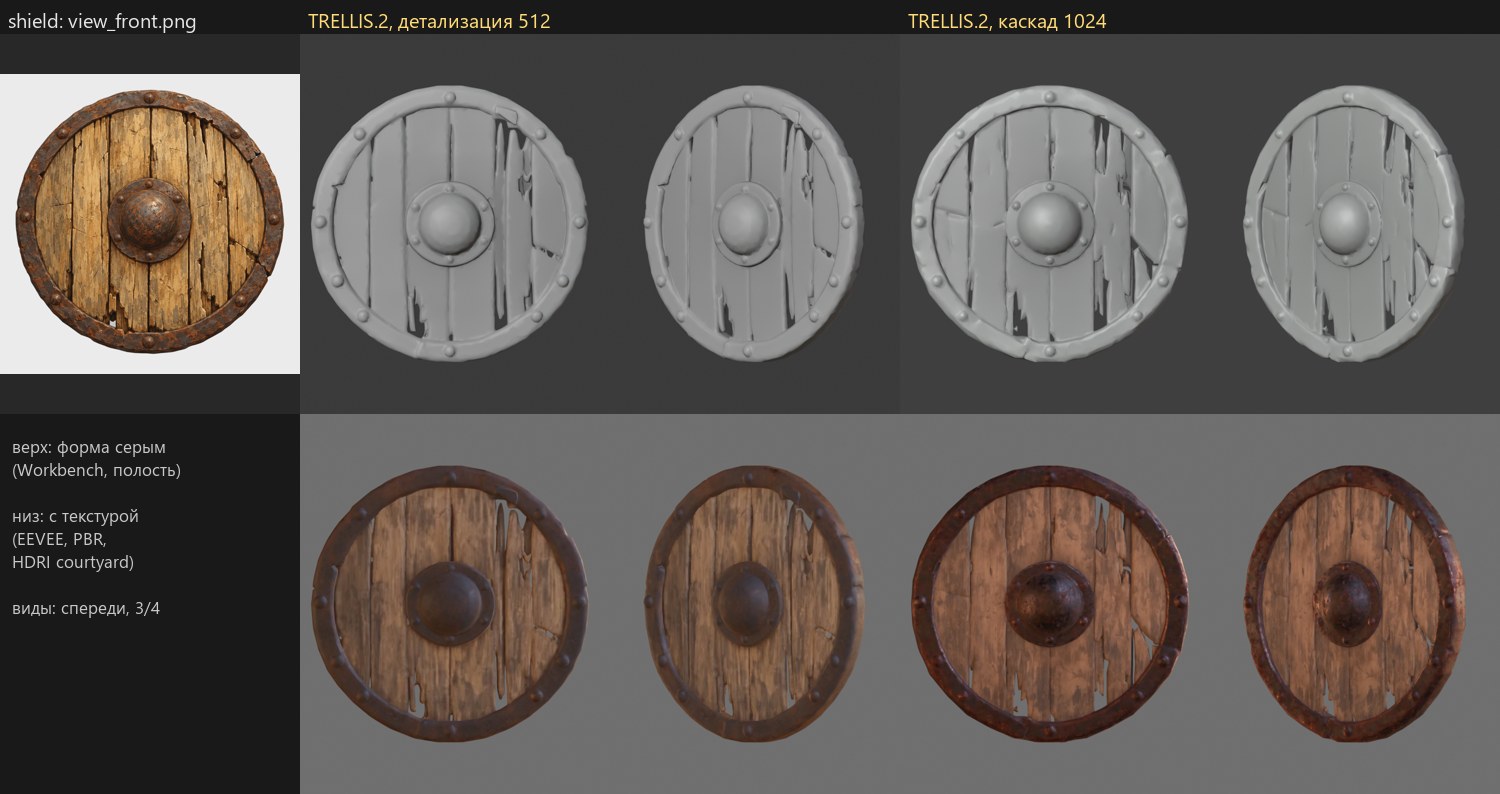 shield: view_front.png
TRELLIS.2, детализация 512
TRELLIS.2, каскад 1024
верх: форма серым
(Workbench, полость)
низ: с текстурой
(EEVEE, PBR,
HDRI courtyard)
виды: спереди, 3/4